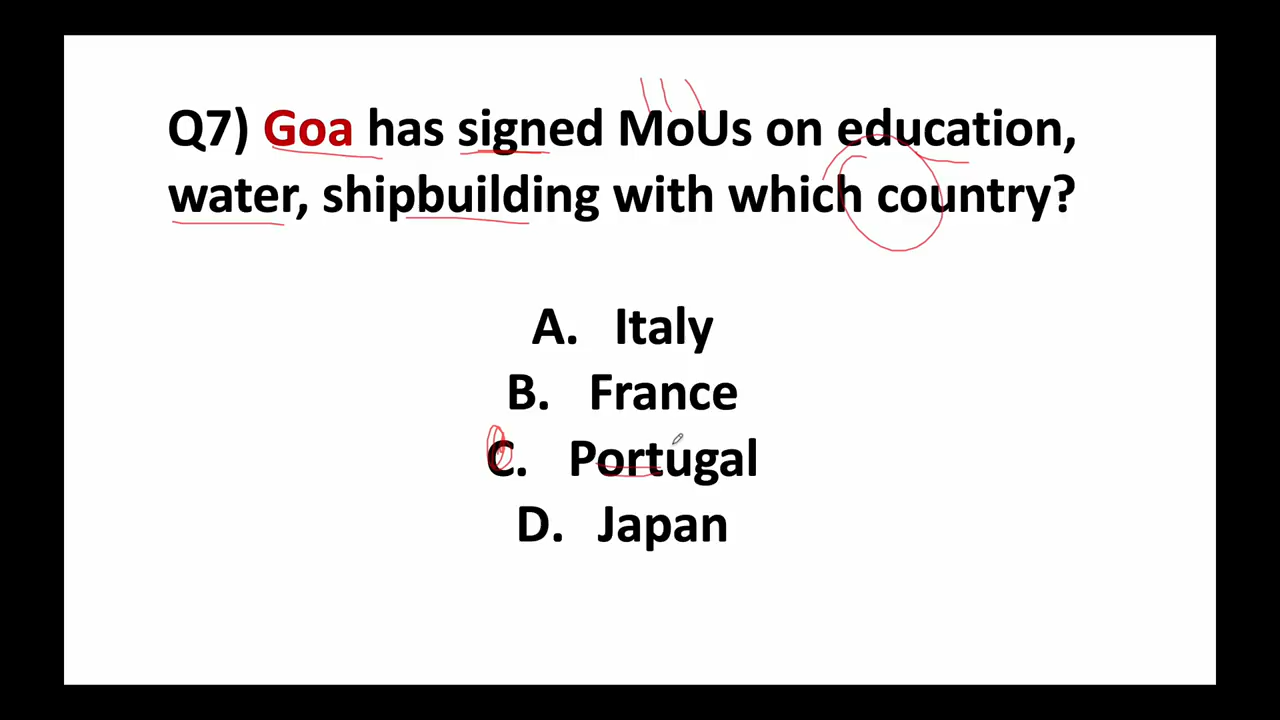 Q7) Goa has signed MoUs on education,
water, shipbuilding with which country?
A. Italy
B. France
C. Portugal
D. Japan